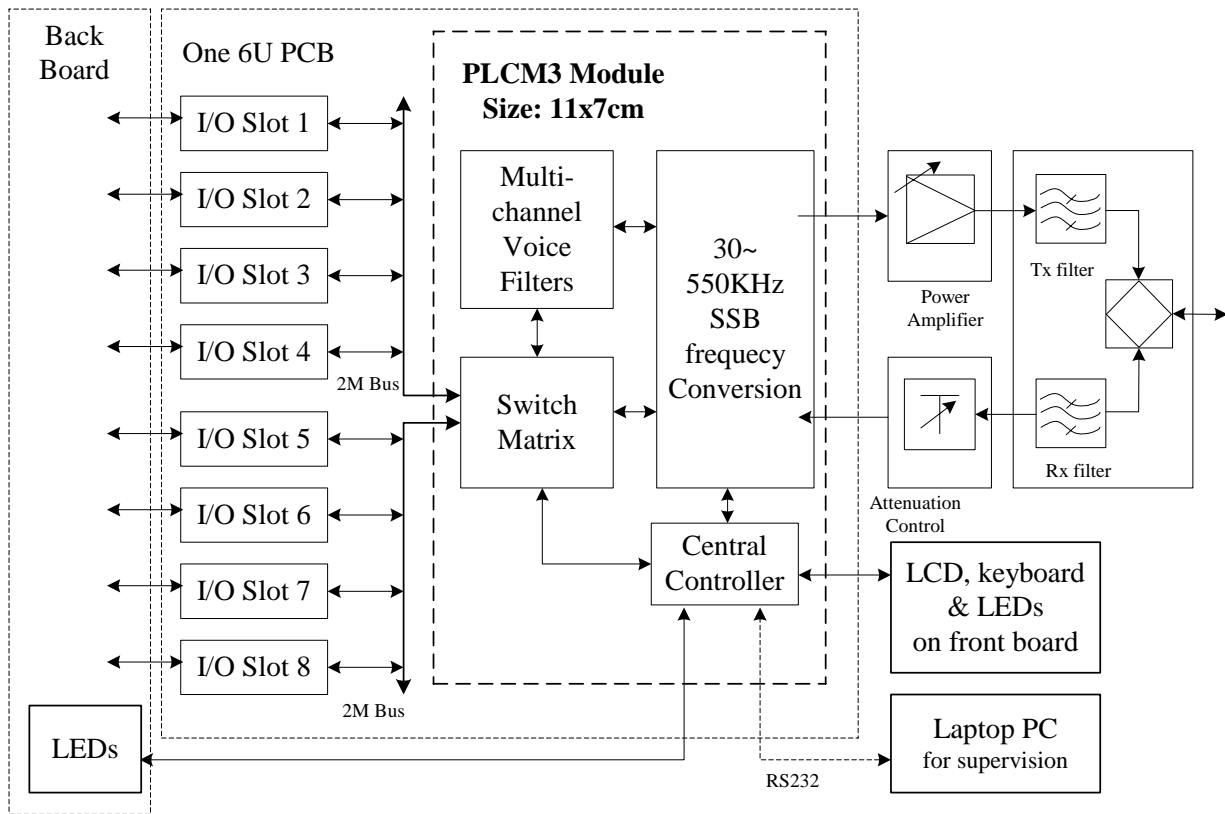 Back
Board
One 6U PCB
PLCM3 Module
Size: 11x7cm
I/O Slot 1
I/O Slot 2
I/O Slot 3
I/O Slot 4
2M Bus
I/O Slot 5
I/O Slot 6
I/O Slot 7
I/O Slot 8
2M Bus
LEDs
Multi-
channel
Voice
Filters
Switch
Matrix
30~
550KHz
SSB
frequecy
Conversion
Central
Controller
Power
Amplifier
Tx filter
Attenuation
Control
Rx filter
LCD, keyboard
& LEDs
on front board
Laptop PC
for supervision
RS232